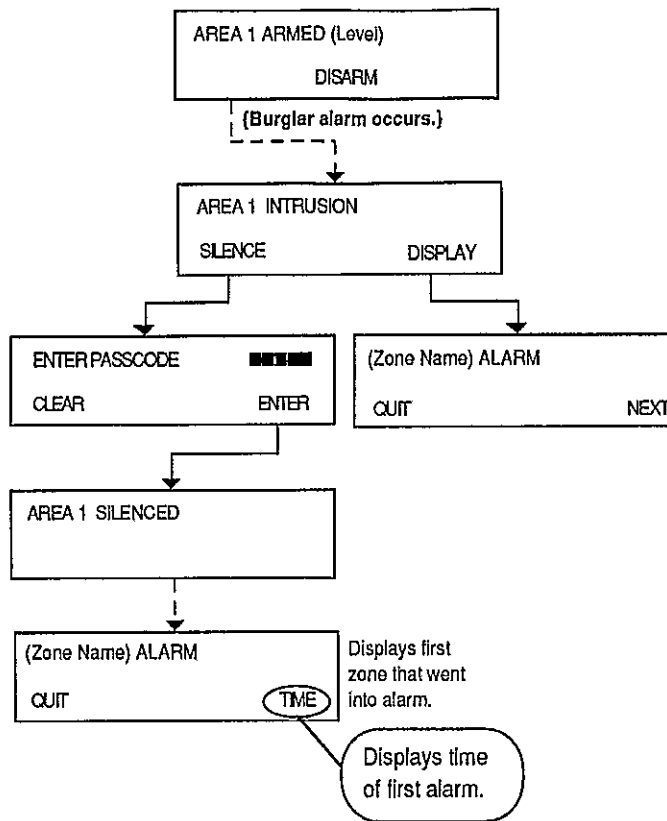 AREA 1 ARMED (Level)
DISARM
{Burglar alarm occurs.}
AREA 1 INTRUSION
SILENCE DISPLAY
ENTER PASSCODE
CLEAR ENTER
(Zone Name) ALARM
QUIT NEXT
AREA 1 SILENCED
(Zone Name) ALARM
QUIT TIME
Displays first
zone that went
into alarm.
Displays time
of first alarm.